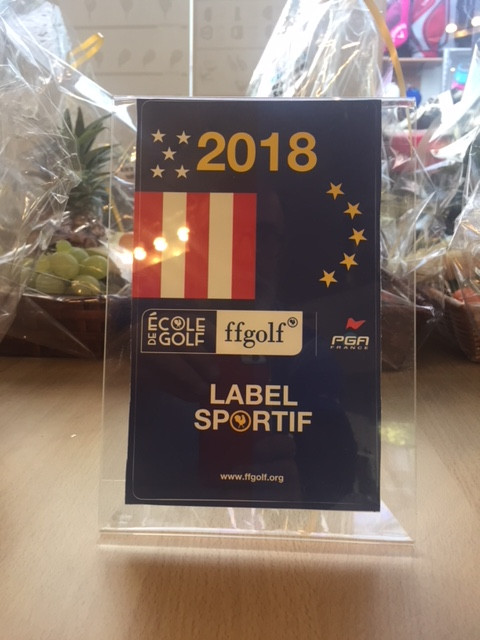 2018
ÉCOLE
DE GOLF
ffgolf
PGA
FRANCE
LABEL
SPORTIF
www.ffgolf.org